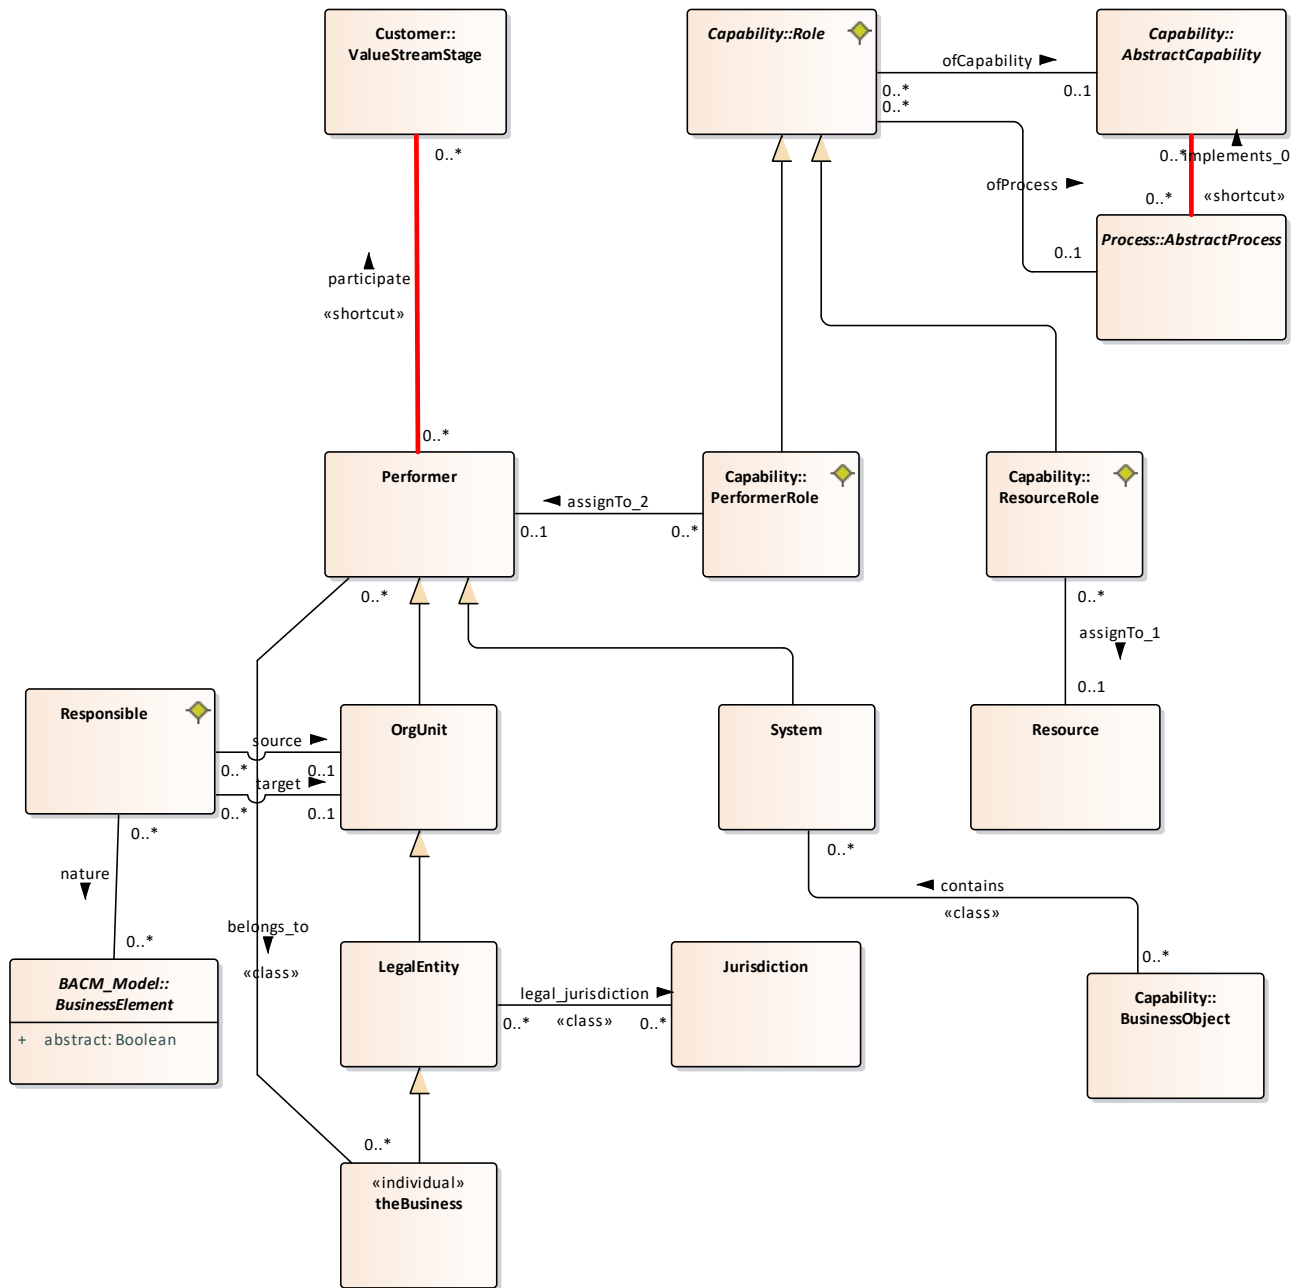 Customer::
ValueStreamStage
Capability::Role
Capability::
AbstractCapability
ofCapability
0..*
0..*
0..1
0..*
0..*
implements_0
ofProcess
0..*
«shortcut»
Process::AbstractProcess
0..1
participate
«shortcut»
0..*
Performer
Capability::
PerformerRole
Capability::
ResourceRole
assignTo_2
0..1
0..*
0..*
0..*
assignTo_1
0..1
Responsible
OrgUnit
System
Resource
source
0..*
0..1
target
0..*
0..1
0..*
0..*
nature
contains
«class»
belongs_to
0..*
«class»
0..*
BACM_Model::
BusinessElement
+ abstract: Boolean
LegalEntity
Jurisdiction
Capability::
BusinessObject
legal_jurisdiction
0..*
«class»
0..*
0..*
«individual»
theBusiness